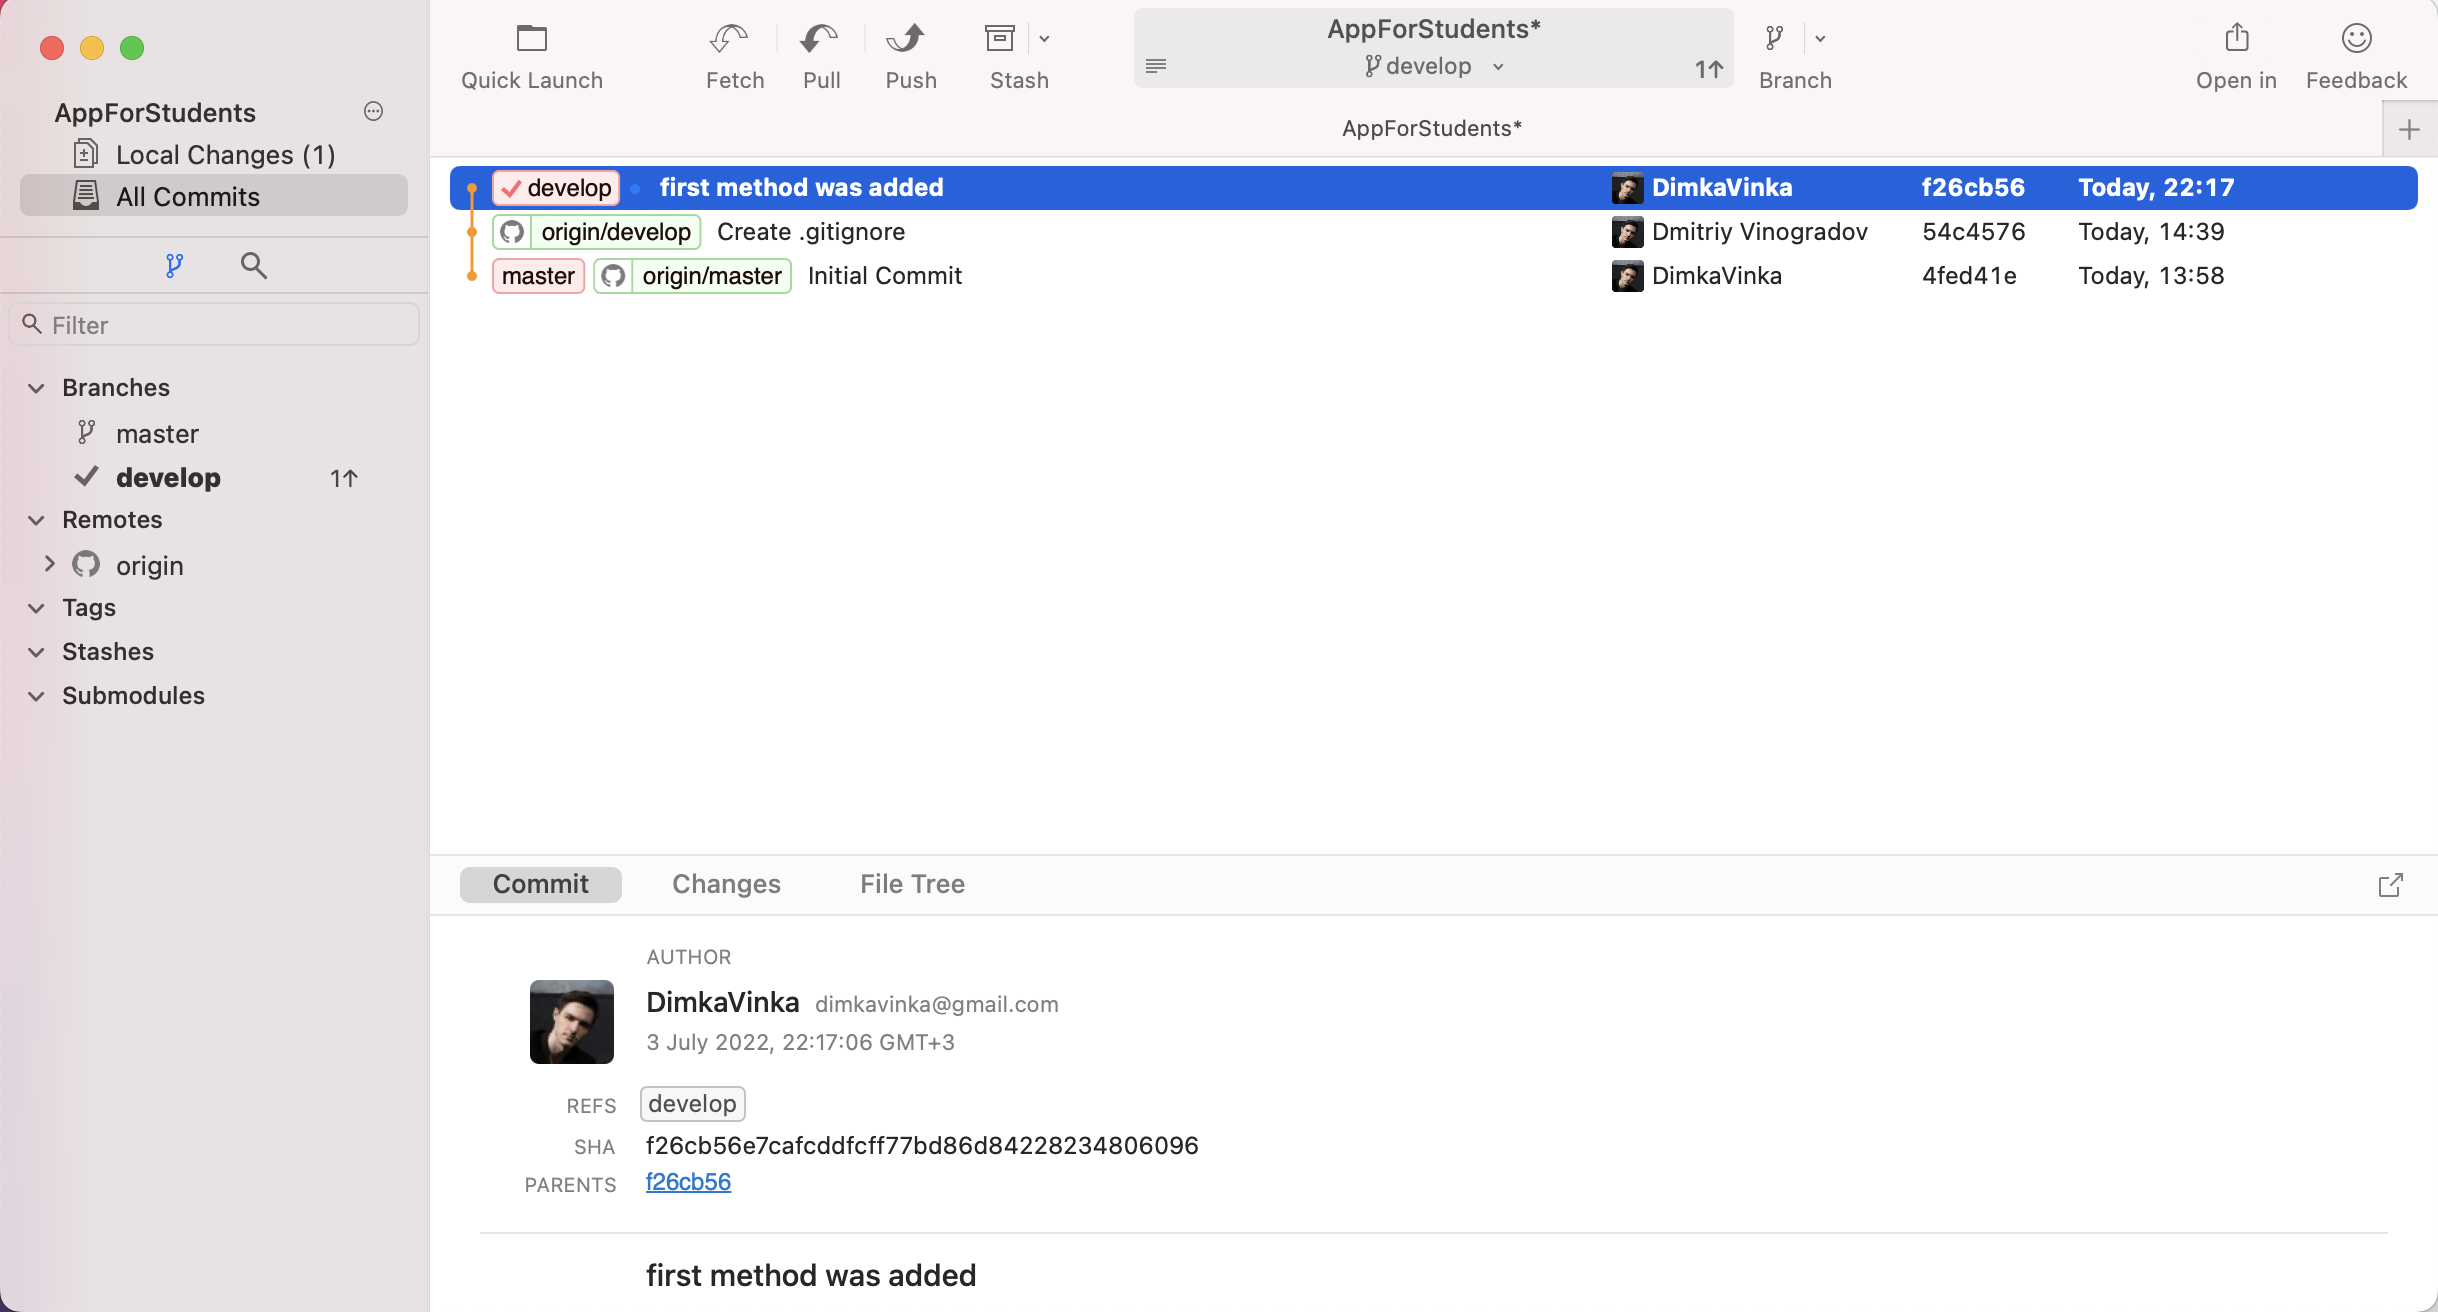 Quick Launch
Fetch
Pull
Push
Stash
AppForStudents*
develop
1↑
Branch
Open in
Feedback
AppForStudents
Local Changes (1)
All Commits
Filter
Branches
master
develop 1↑
Remotes
origin
Tags
Stashes
Submodules
AppForStudents*
develop first method was added DimkaVinka f26cb56 Today, 22:17
origin/develop Create .gitignore Dmitriy Vinogradov 54c4576 Today, 14:39
master origin/master Initial Commit DimkaVinka 4fed41e Today, 13:58
Commit Changes File Tree
AUTHOR
DimkaVinka dimkavinka@gmail.com
3 July 2022, 22:17:06 GMT+3
REFS develop
SHA f26cb56e7cafcddfcff77bd86d84228234806096
PARENTS f26cb56
first method was added